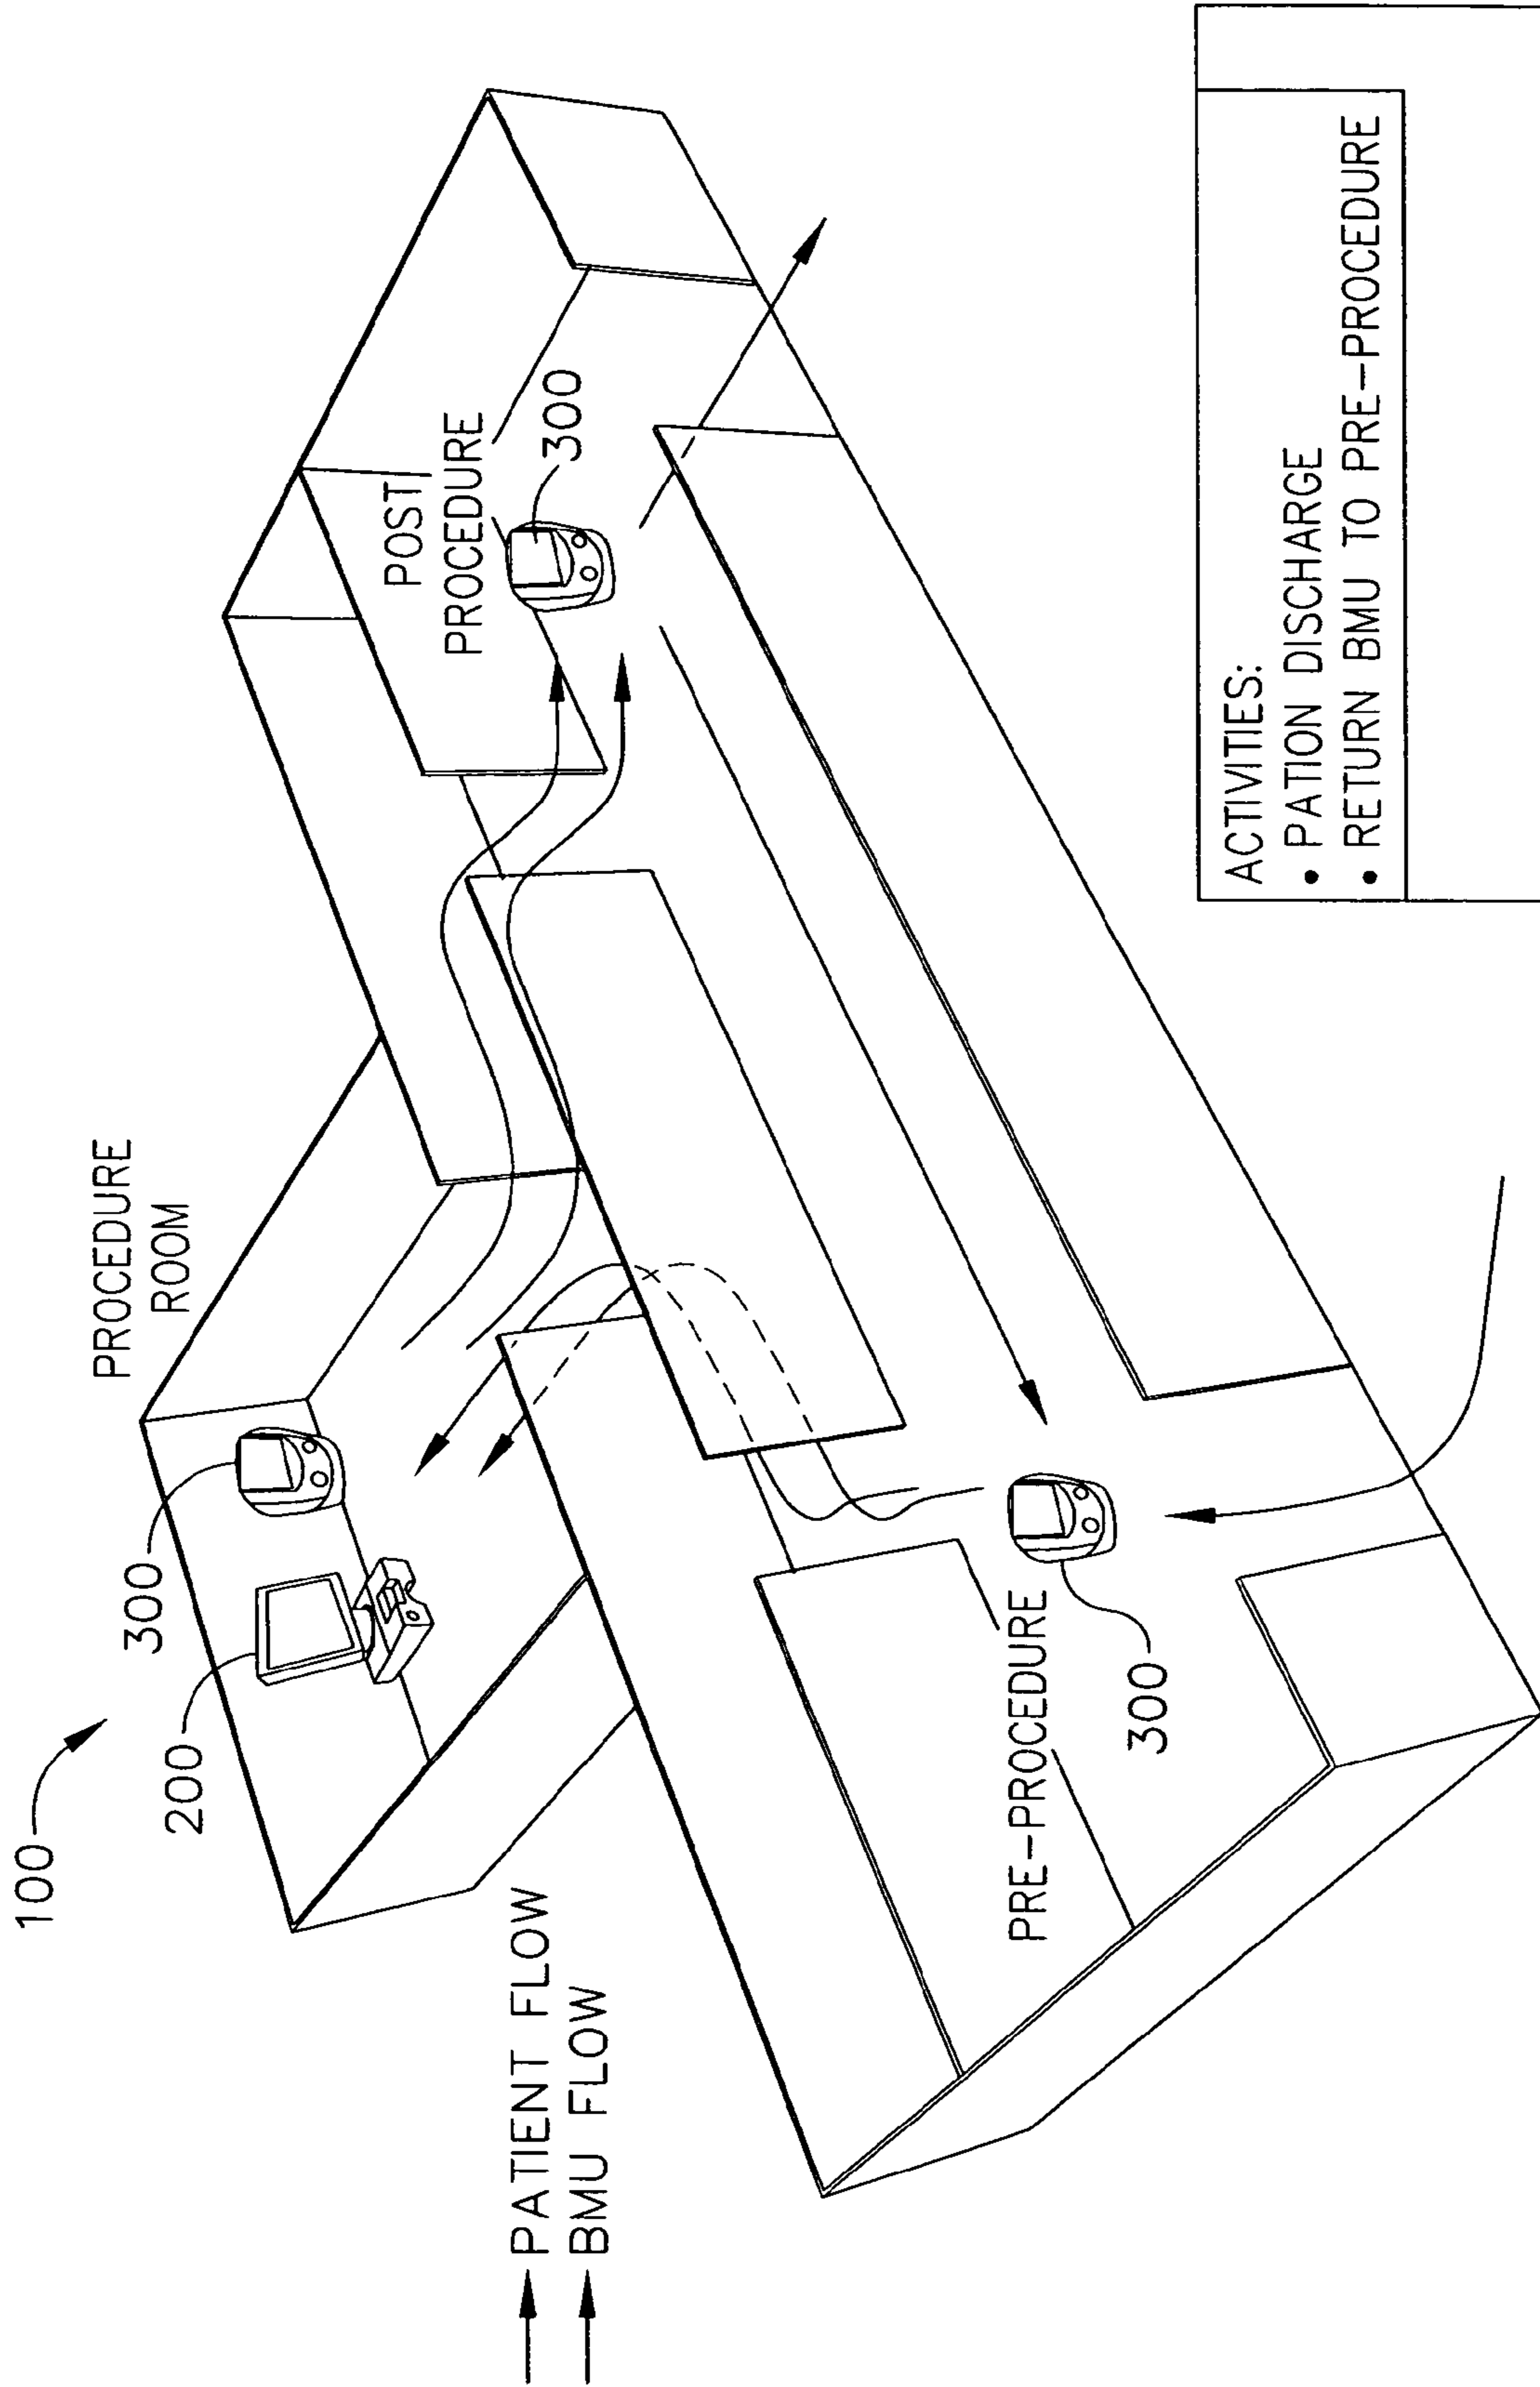 100
200
300
PROCEDURE
ROOM
PATIENT FLOW
BMU FLOW
POST
PROCEDURE
300
PRE-PROCEDURE
300
ACTIVITIES:
• PATION DISCHARGE
• RETURN BMU TO PRE-PROCEDURE